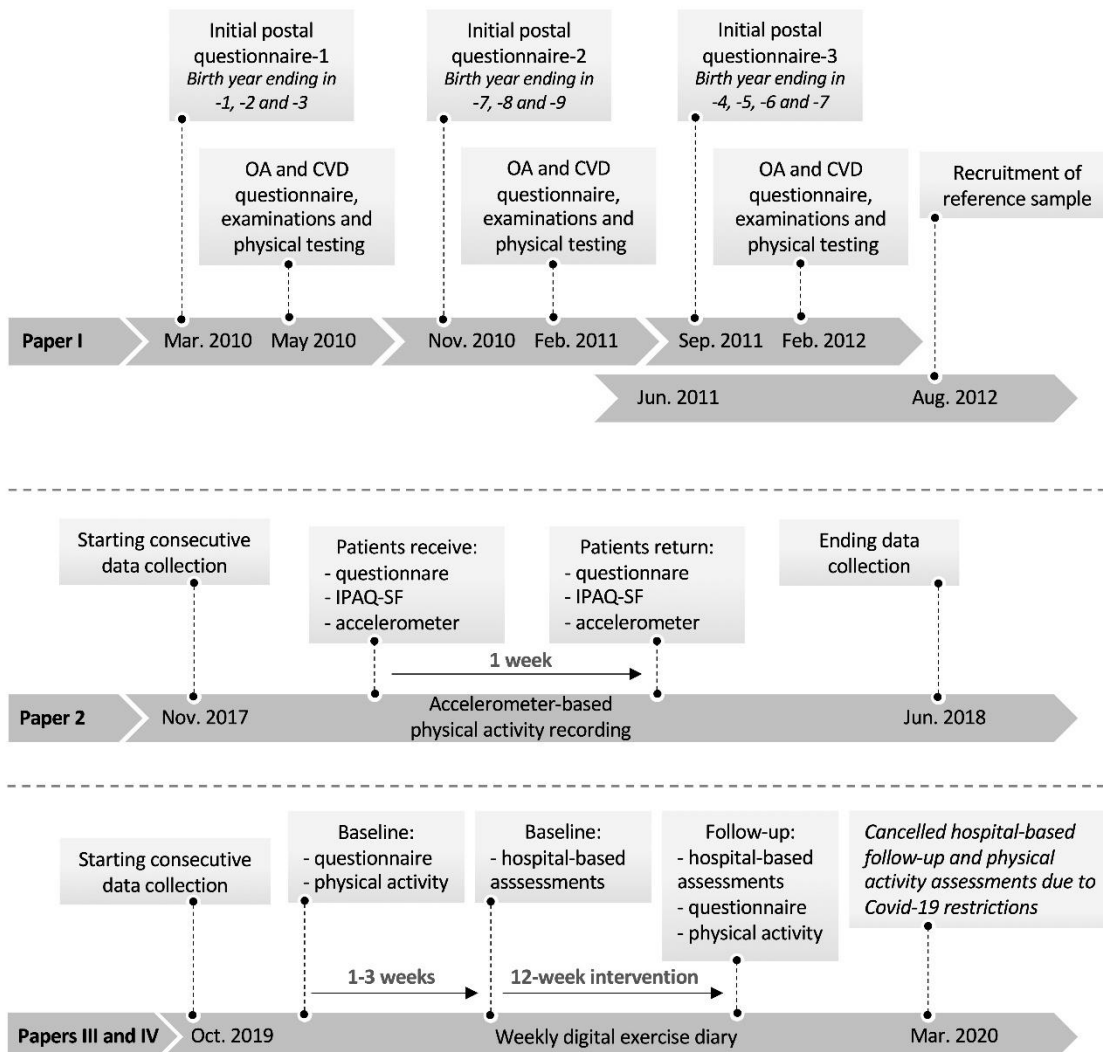 Initial postal
questionnaire-1
Birth year ending in
-1, -2 and -3
Initial postal
questionnaire-2
Birth year ending in
-7, -8 and -9
Initial postal
questionnaire-3
Birth year ending in
-4, -5, -6 and -7
OA and CVD
questionnaire,
examinations and
physical testing
OA and CVD
questionnaire,
examinations and
physical testing
OA and CVD
questionnaire,
examinations and
physical testing
Recruitment of
reference sample
Paper I
Mar. 2010
May 2010
Nov. 2010
Feb. 2011
Sep. 2011
Feb. 2012
Jun. 2011
Aug. 2012
Starting consecutive
data collection
Patients receive:
- questionnare
- IPAQ-SF
- accelerometer
Patients return:
- questionnare
- IPAQ-SF
- accelerometer
Ending data
collection
1 week
Paper 2
Nov. 2017
Accelerometer-based
physical activity recording
Jun. 2018
Starting consecutive
data collection
Baseline:
- questionnaire
- physical activity
Baseline:
- hospital-based
asssessments
Follow-up:
- hospital-based
assessments
- questionnaire
- physical activity
Cancelled hospital-based
follow-up and physical
activity assessments due to
Covid-19 restrictions
1-3 weeks
12-week intervention
Papers III and IV
Oct. 2019
Weekly digital exercise diary
Mar. 2020